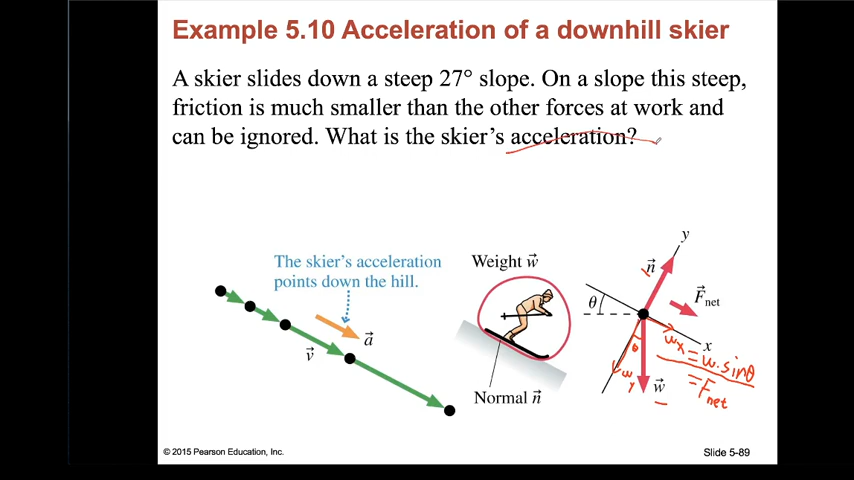 Example 5.10 Acceleration of a downhill skier
A skier slides down a steep 27° slope. On a slope this steep,
friction is much smaller than the other forces at work and
can be ignored. What is the skier's acceleration?
The skier's acceleration
points down the hill.
v⃗
a⃗
Weight w⃗
Normal n⃗
y
n⃗
F⃗net
θ
x
θ
wx = w·sinθ
= Fnet
wy
w⃗
© 2015 Pearson Education, Inc.
Slide 5-89